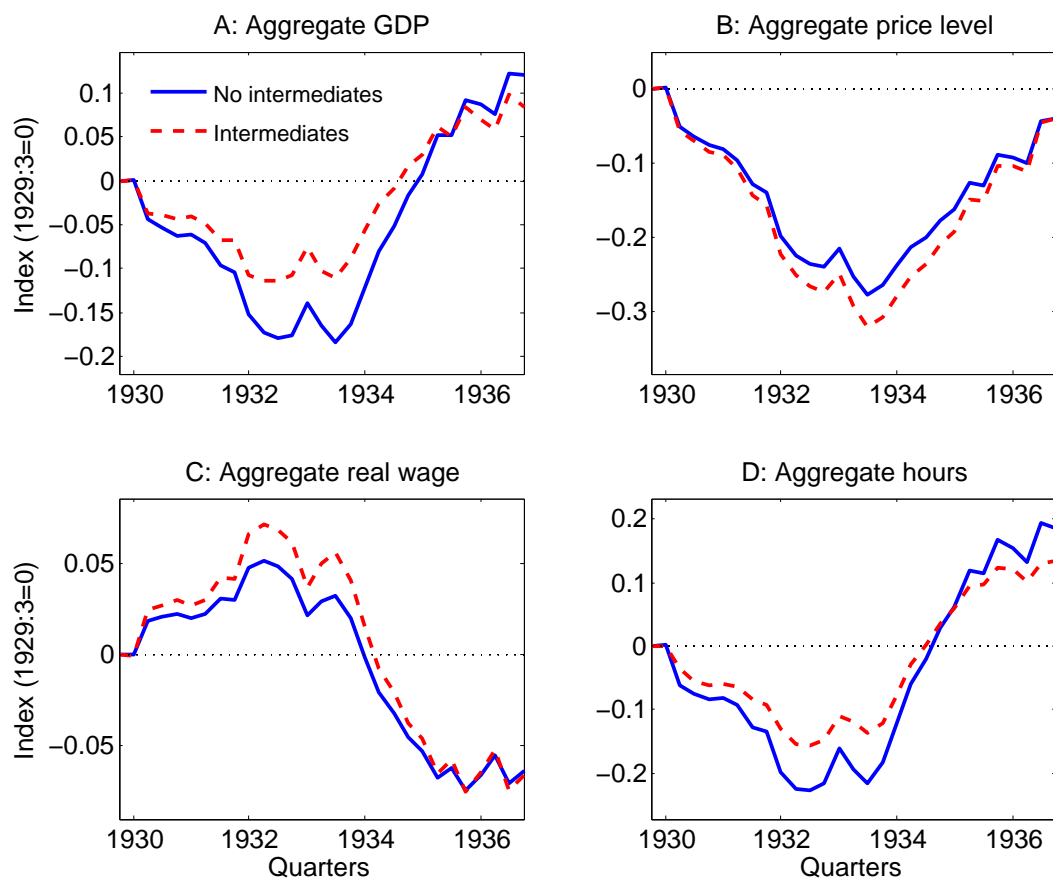 A: Aggregate GDP
B: Aggregate price level
Index (1929:3=0)
No intermediates
Intermediates
0.1
0.05
0
−0.05
−0.1
−0.15
−0.2
1930 1932 1934 1936
0
−0.1
−0.2
−0.3
1930 1932 1934 1936
C: Aggregate real wage
D: Aggregate hours
Index (1929:3=0)
0.05
0
−0.05
1930 1932 1934 1936
Quarters
0.2
0.1
0
−0.1
−0.2
1930 1932 1934 1936
Quarters